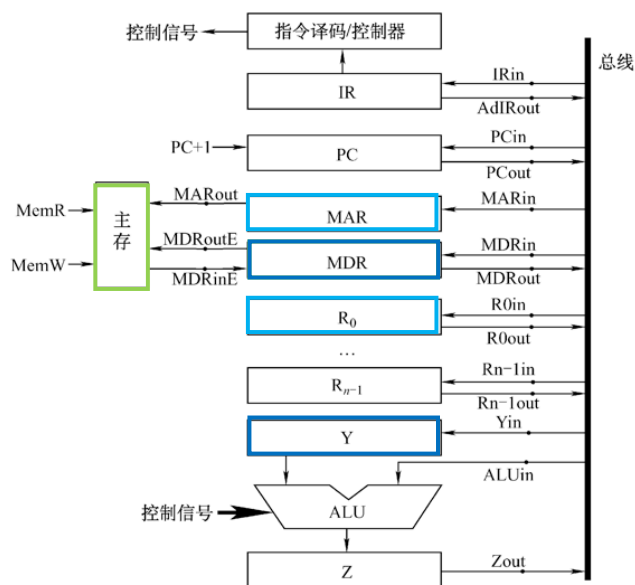 控制信号
指令译码/控制器
总线
IRin
IR
AdIRout
PCin
PC+1
PC
PCout
MARout
MARin
MemR
主存
MAR
MDRoutE
MDRin
MemW
MDR
MDRinE
MDRout
R0in
R0
R0out
…
Rn-1in
Rn−1
Rn-1out
Yin
Y
ALUin
控制信号
ALU
Zout
Z